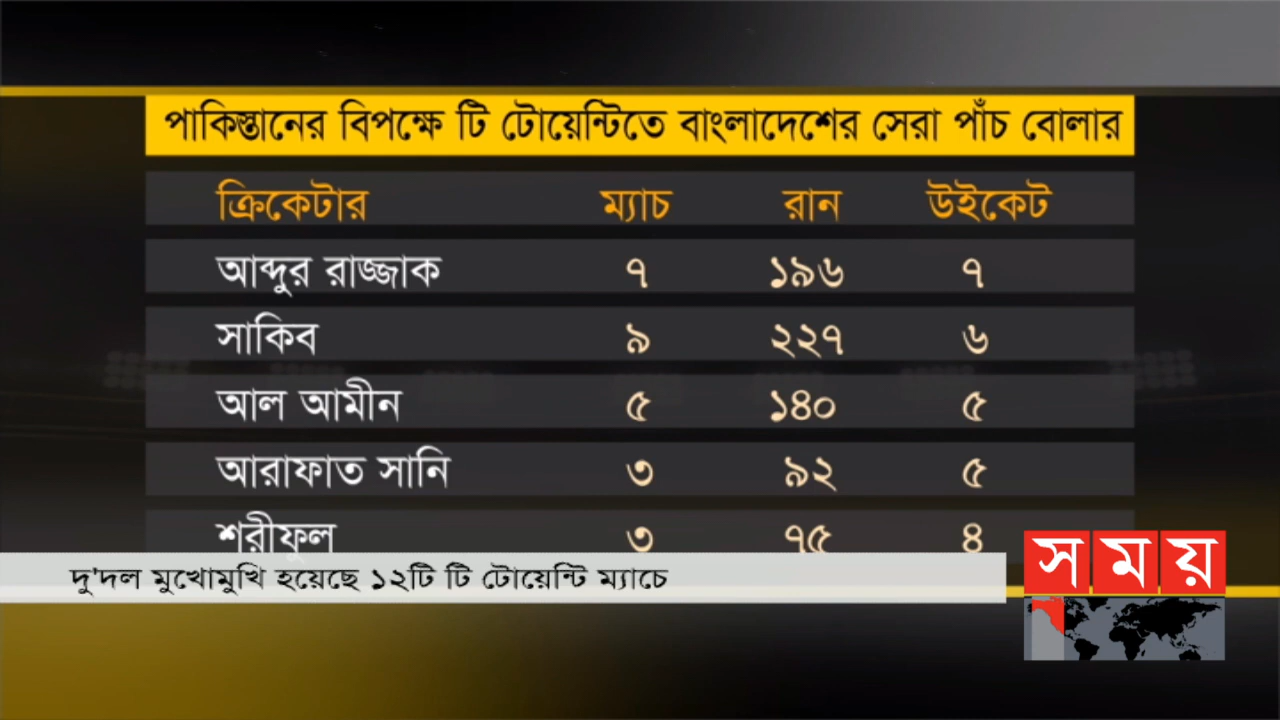 পাকিস্তানের বিপক্ষে টি টোয়েন্টিতে বাংলাদেশের সেরা পাঁচ বোলার
ক্রিকেটার ম্যাচ রান উইকেট
আব্দুর রাজ্জাক ৭ ১৯৬ ৭
সাকিব ৯ ২২৭ ৬
আল আমীন ৫ ১৪০ ৫
আরাফাত সানি ৩ ৯২ ৫
শরীফুল ৩ ৭৫ ৪
দু'দল মুখোমুখি হয়েছে ১২টি টি টোয়েন্টি ম্যাচে
সময়